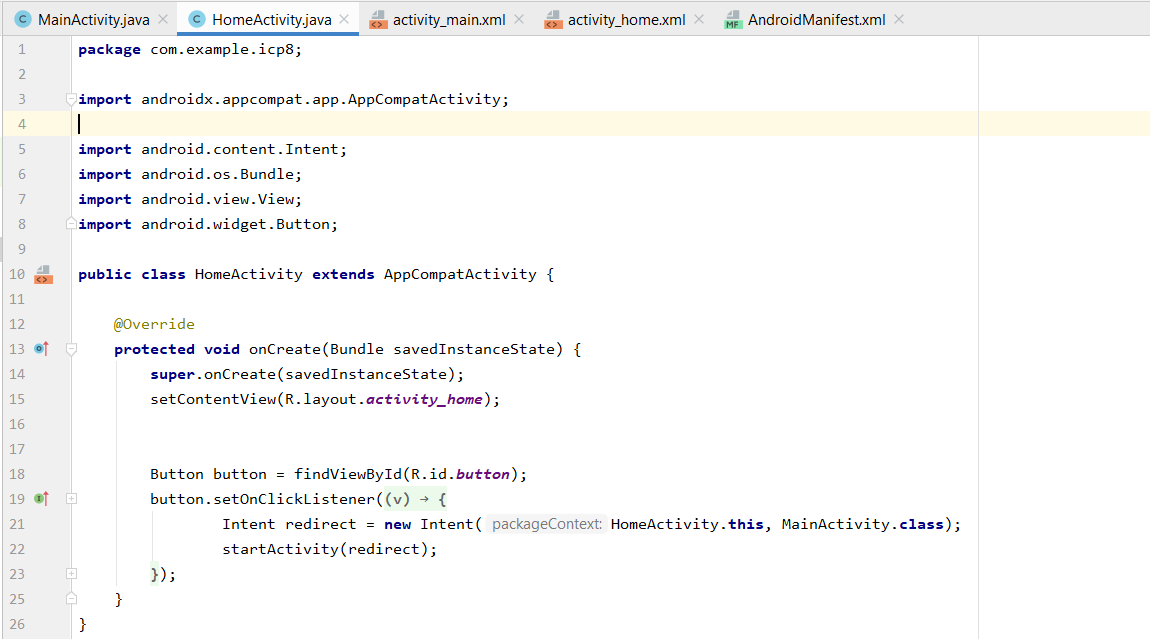 MainActivity.java HomeActivity.java activity_main.xml activity_home.xml AndroidManifest.xml
1 package com.example.icp8;
2
3 import androidx.appcompat.app.AppCompatActivity;
4
5 import android.content.Intent;
6 import android.os.Bundle;
7 import android.view.View;
8 import android.widget.Button;
9
10 public class HomeActivity extends AppCompatActivity {
11
12 @Override
13 protected void onCreate(Bundle savedInstanceState) {
14 super.onCreate(savedInstanceState);
15 setContentView(R.layout.activity_home);
16
17
18 Button button = findViewById(R.id.button);
19 button.setOnClickListener((v) → {
21 Intent redirect = new Intent( packageContext: HomeActivity.this, MainActivity.class);
22 startActivity(redirect);
23 });
25 }
26 }